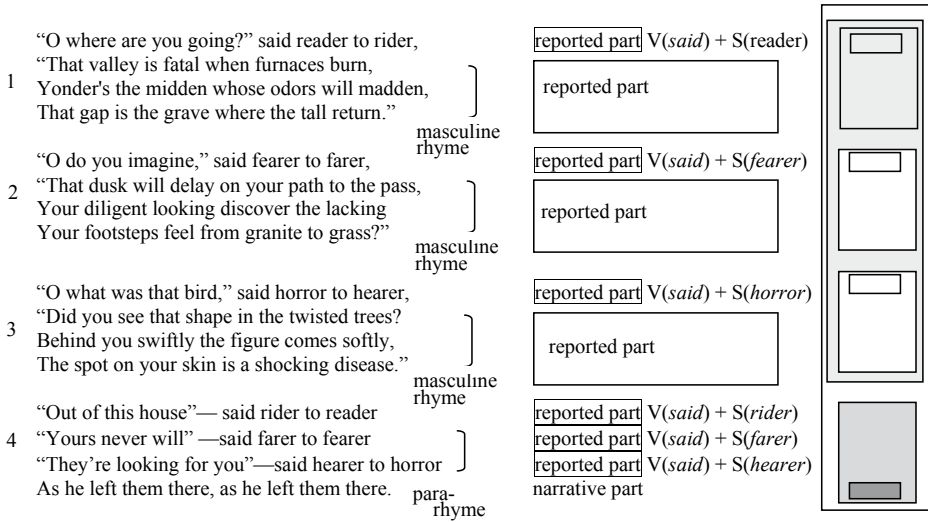 “O where are you going?” said reader to rider,
reported part V(said) + S(reader)
“That valley is fatal when furnaces burn,
1
Yonder's the midden whose odors will madden,
reported part
That gap is the grave where the tall return.”
masculine
rhyme
“O do you imagine,” said fearer to farer,
reported part V(said) + S(fearer)
2
“That dusk will delay on your path to the pass,
Your diligent looking discover the lacking
reported part
Your footsteps feel from granite to grass?”
masculine
rhyme
“O what was that bird,” said horror to hearer,
reported part V(said) + S(horror)
“Did you see that shape in the twisted trees?
3
Behind you swiftly the figure comes softly,
reported part
The spot on your skin is a shocking disease.”
masculine
rhyme
“Out of this house”— said rider to reader
reported part V(said) + S(rider)
4
“Yours never will” —said farer to fearer
reported part V(said) + S(farer)
“They’re looking for you”—said hearer to horror
reported part V(said) + S(hearer)
As he left them there, as he left them there.
narrative part
para-
rhyme